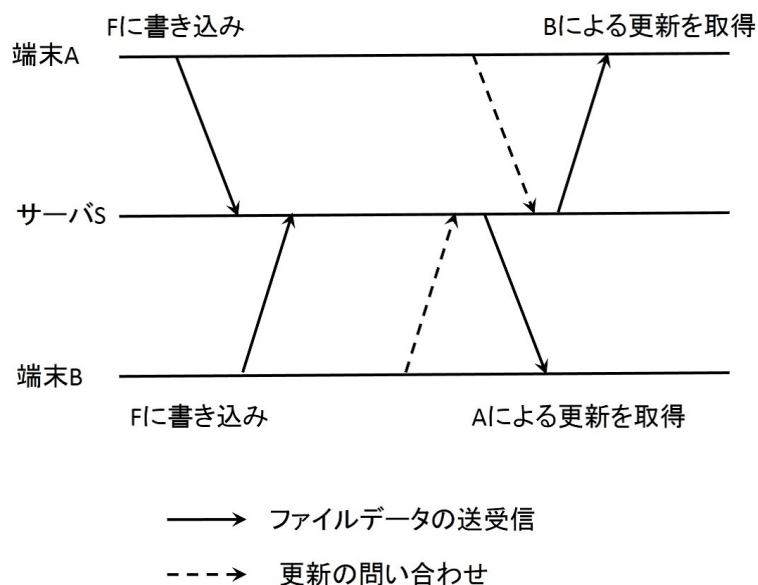 Fに書き込み
Bによる更新を取得
端末A
サーバS
端末B
Fに書き込み
Aによる更新を取得
ファイルデータの送受信
更新の問い合わせ